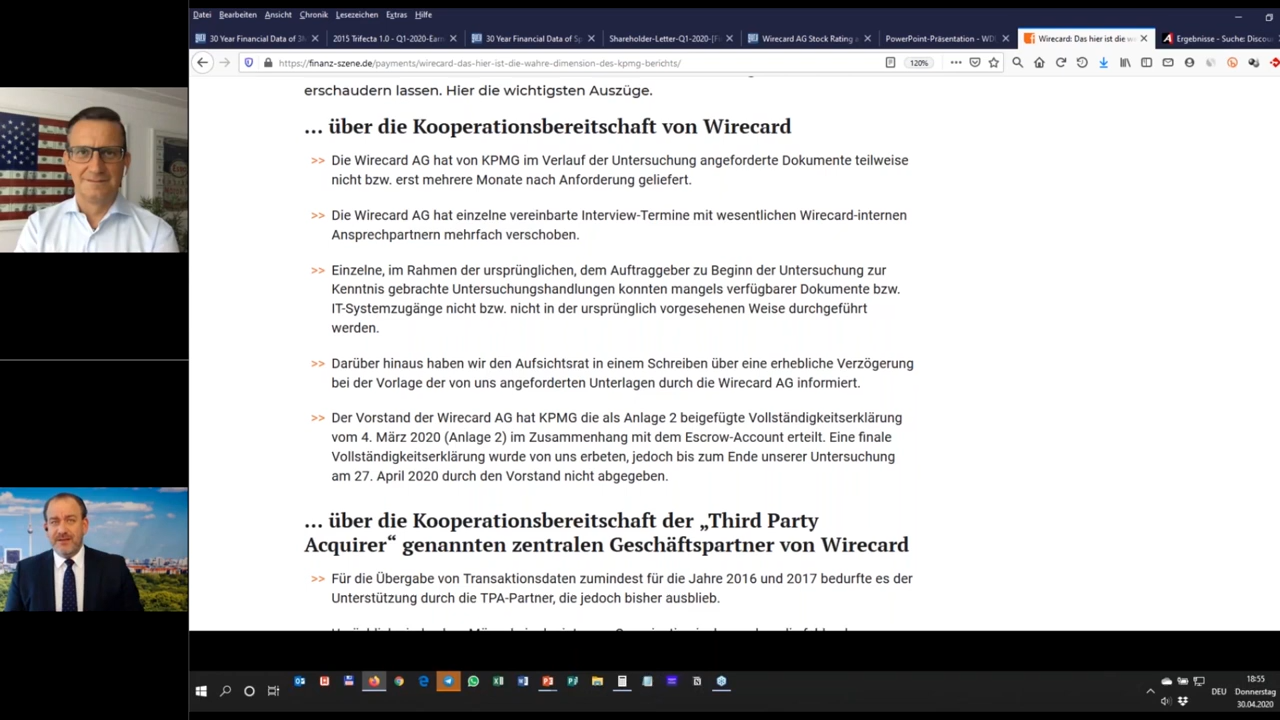 Datei Bearbeiten Ansicht Chronik Lesezeichen Extras Hilfe
30 Year Financial Data of 3M
2015 Trifecta 1.0 - Q1-2020-Earn
30 Year Financial Data of Sp
Shareholder-Letter-Q1-2020-[F
Wirecard AG Stock Rating a
PowerPoint-Präsentation - WD
Wirecard: Das hier ist die w
Ergebnisse - Suche: Discou
https://finanz-szene.de/payments/wirecard-das-hier-ist-die-wahre-dimension-des-kpmg-berichts/
120%
erschaudern lassen. Hier die wichtigsten Auszüge.
… über die Kooperationsbereitschaft von Wirecard
>> Die Wirecard AG hat von KPMG im Verlauf der Untersuchung angeforderte Dokumente teilweise
nicht bzw. erst mehrere Monate nach Anforderung geliefert.
>> Die Wirecard AG hat einzelne vereinbarte Interview-Termine mit wesentlichen Wirecard-internen
Ansprechpartnern mehrfach verschoben.
>> Einzelne, im Rahmen der ursprünglichen, dem Auftraggeber zu Beginn der Untersuchung zur
Kenntnis gebrachte Untersuchungshandlungen konnten mangels verfügbarer Dokumente bzw.
IT-Systemzugänge nicht bzw. nicht in der ursprünglich vorgesehenen Weise durchgeführt
werden.
>> Darüber hinaus haben wir den Aufsichtsrat in einem Schreiben über eine erhebliche Verzögerung
bei der Vorlage der von uns angeforderten Unterlagen durch die Wirecard AG informiert.
>> Der Vorstand der Wirecard AG hat KPMG die als Anlage 2 beigefügte Vollständigkeitserklärung
vom 4. März 2020 (Anlage 2) im Zusammenhang mit dem Escrow-Account erteilt. Eine finale
Vollständigkeitserklärung wurde von uns erbeten, jedoch bis zum Ende unserer Untersuchung
am 27. April 2020 durch den Vorstand nicht abgegeben.
… über die Kooperationsbereitschaft der „Third Party
Acquirer“ genannten zentralen Geschäftspartner von Wirecard
>> Für die Übergabe von Transaktionsdaten zumindest für die Jahre 2016 und 2017 bedurfte es der
Unterstützung durch die TPA-Partner, die jedoch bisher ausblieb.
18:55
DEU Donnerstag
30.04.2020